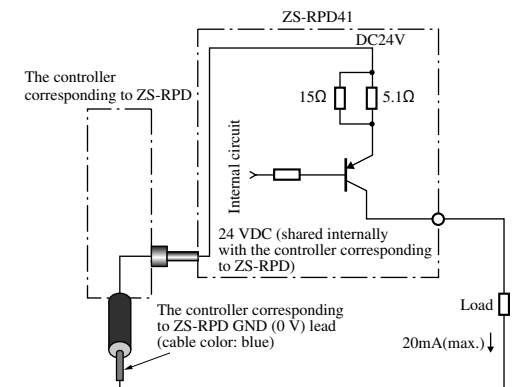 ZS-RPD41
DC24V
The controller
corresponding to ZS-RPD
15Ω
5.1Ω
Internal circuit
24 VDC (shared internally
with the controller corresponding
to ZS-RPD)
The controller corresponding
to ZS-RPD GND (0 V) lead
(cable color: blue)
Load
20mA(max.)